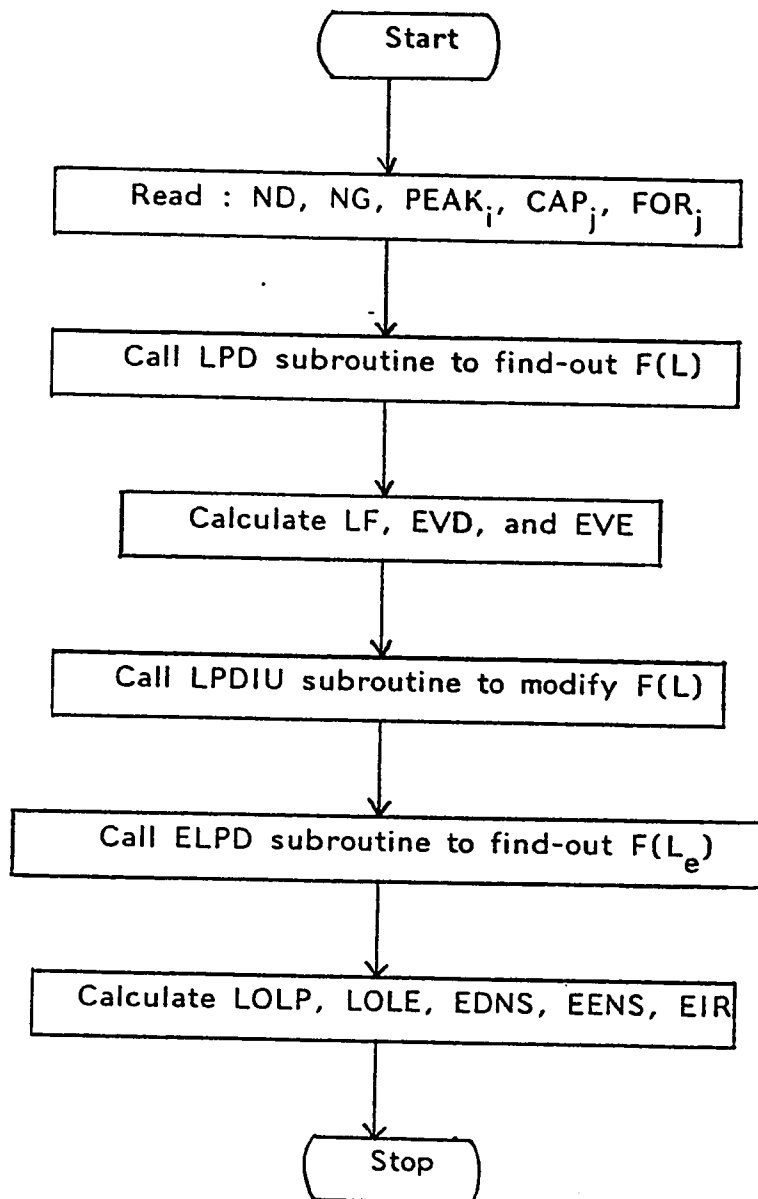 Start
Read : ND, NG, PEAK_i, CAP_j, FOR_j
Call LPD subroutine to find-out F(L)
Calculate LF, EVD, and EVE
Call LPDIU subroutine to modify F(L)
Call ELPD subroutine to find-out F(L_e)
Calculate LOLP, LOLE, EDNS, EENS, EIR
Stop